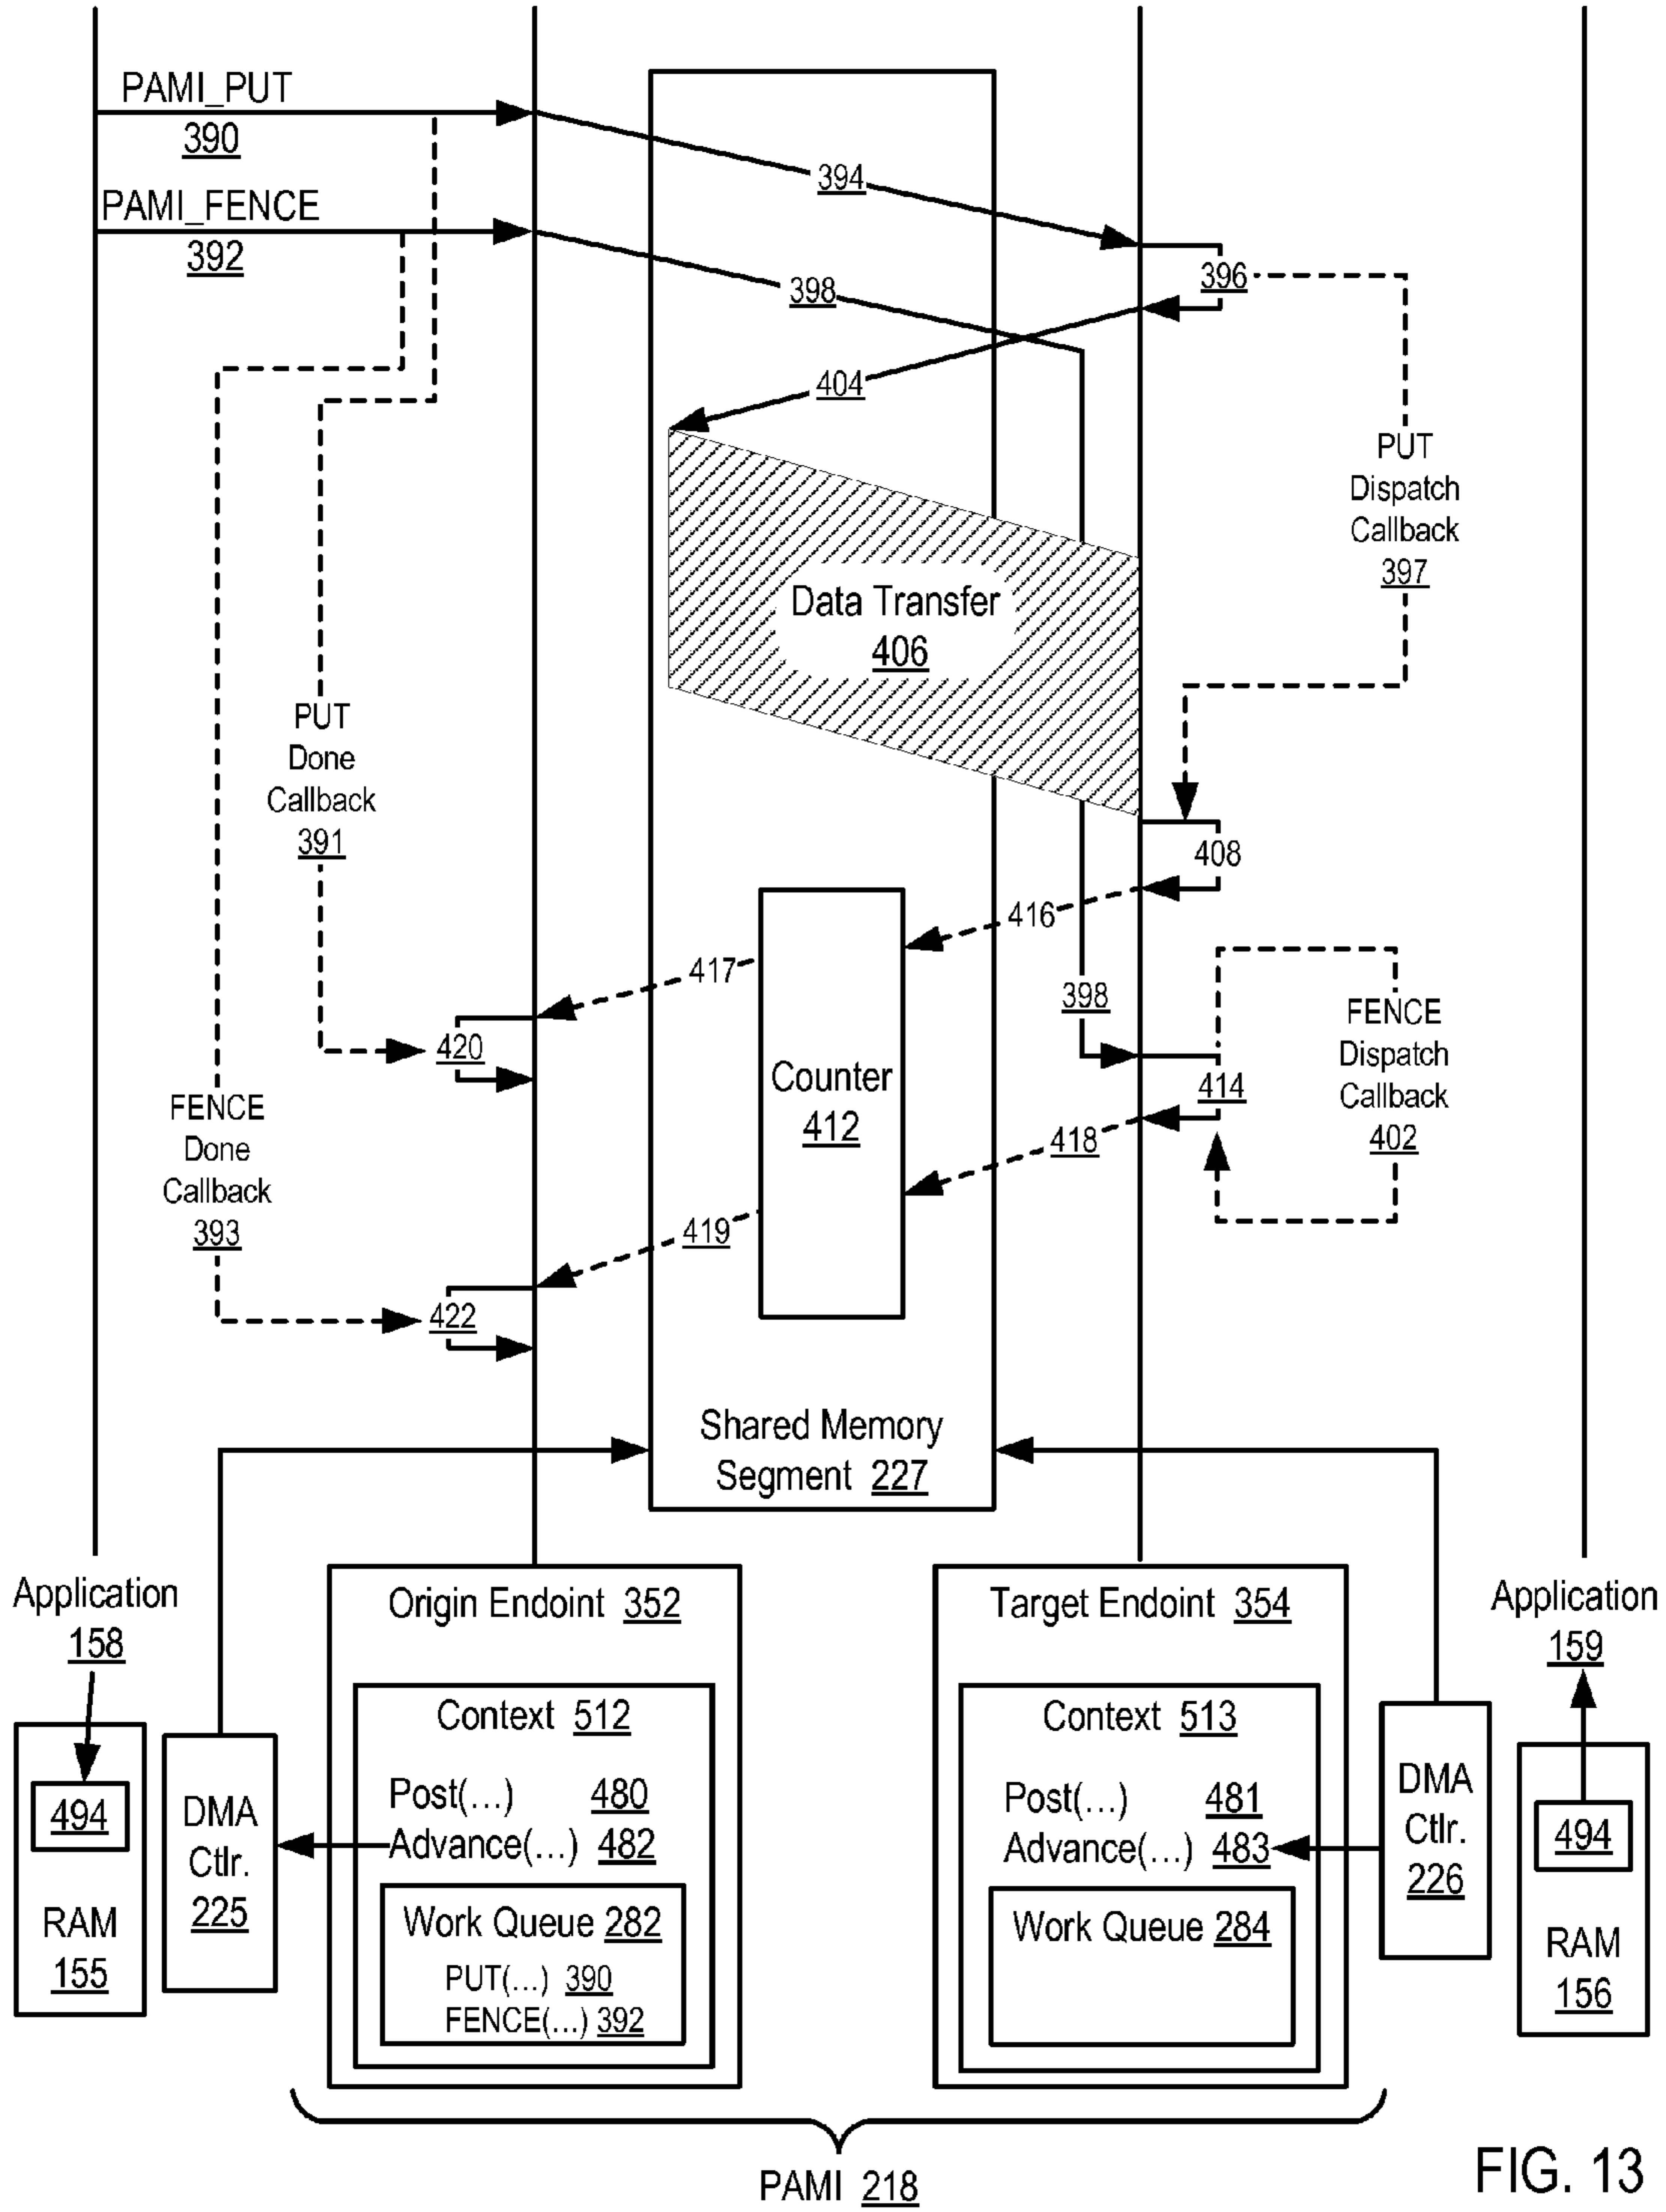 PAMI_PUT
390
394
PAMI_FENCE
392
396
398
404
PUT
Dispatch
Callback
397
Data Transfer
406
PUT
Done
Callback
391
408
416
417
398
FENCE
Dispatch
Callback
402
420
Counter
412
414
418
FENCE
Done
Callback
393
419
422
Shared Memory
Segment 227
Application
158
Origin Endoint 352
Target Endoint 354
Application
159
Context 512
Context 513
494
DMA
Ctlr.
225
RAM
155
Post(...) 480
Advance(...) 482
Work Queue 282
PUT(...) 390
FENCE(...) 392
Post(...) 481
Advance(...) 483
Work Queue 284
DMA
Ctlr.
226
494
RAM
156
PAMI 218
FIG. 13